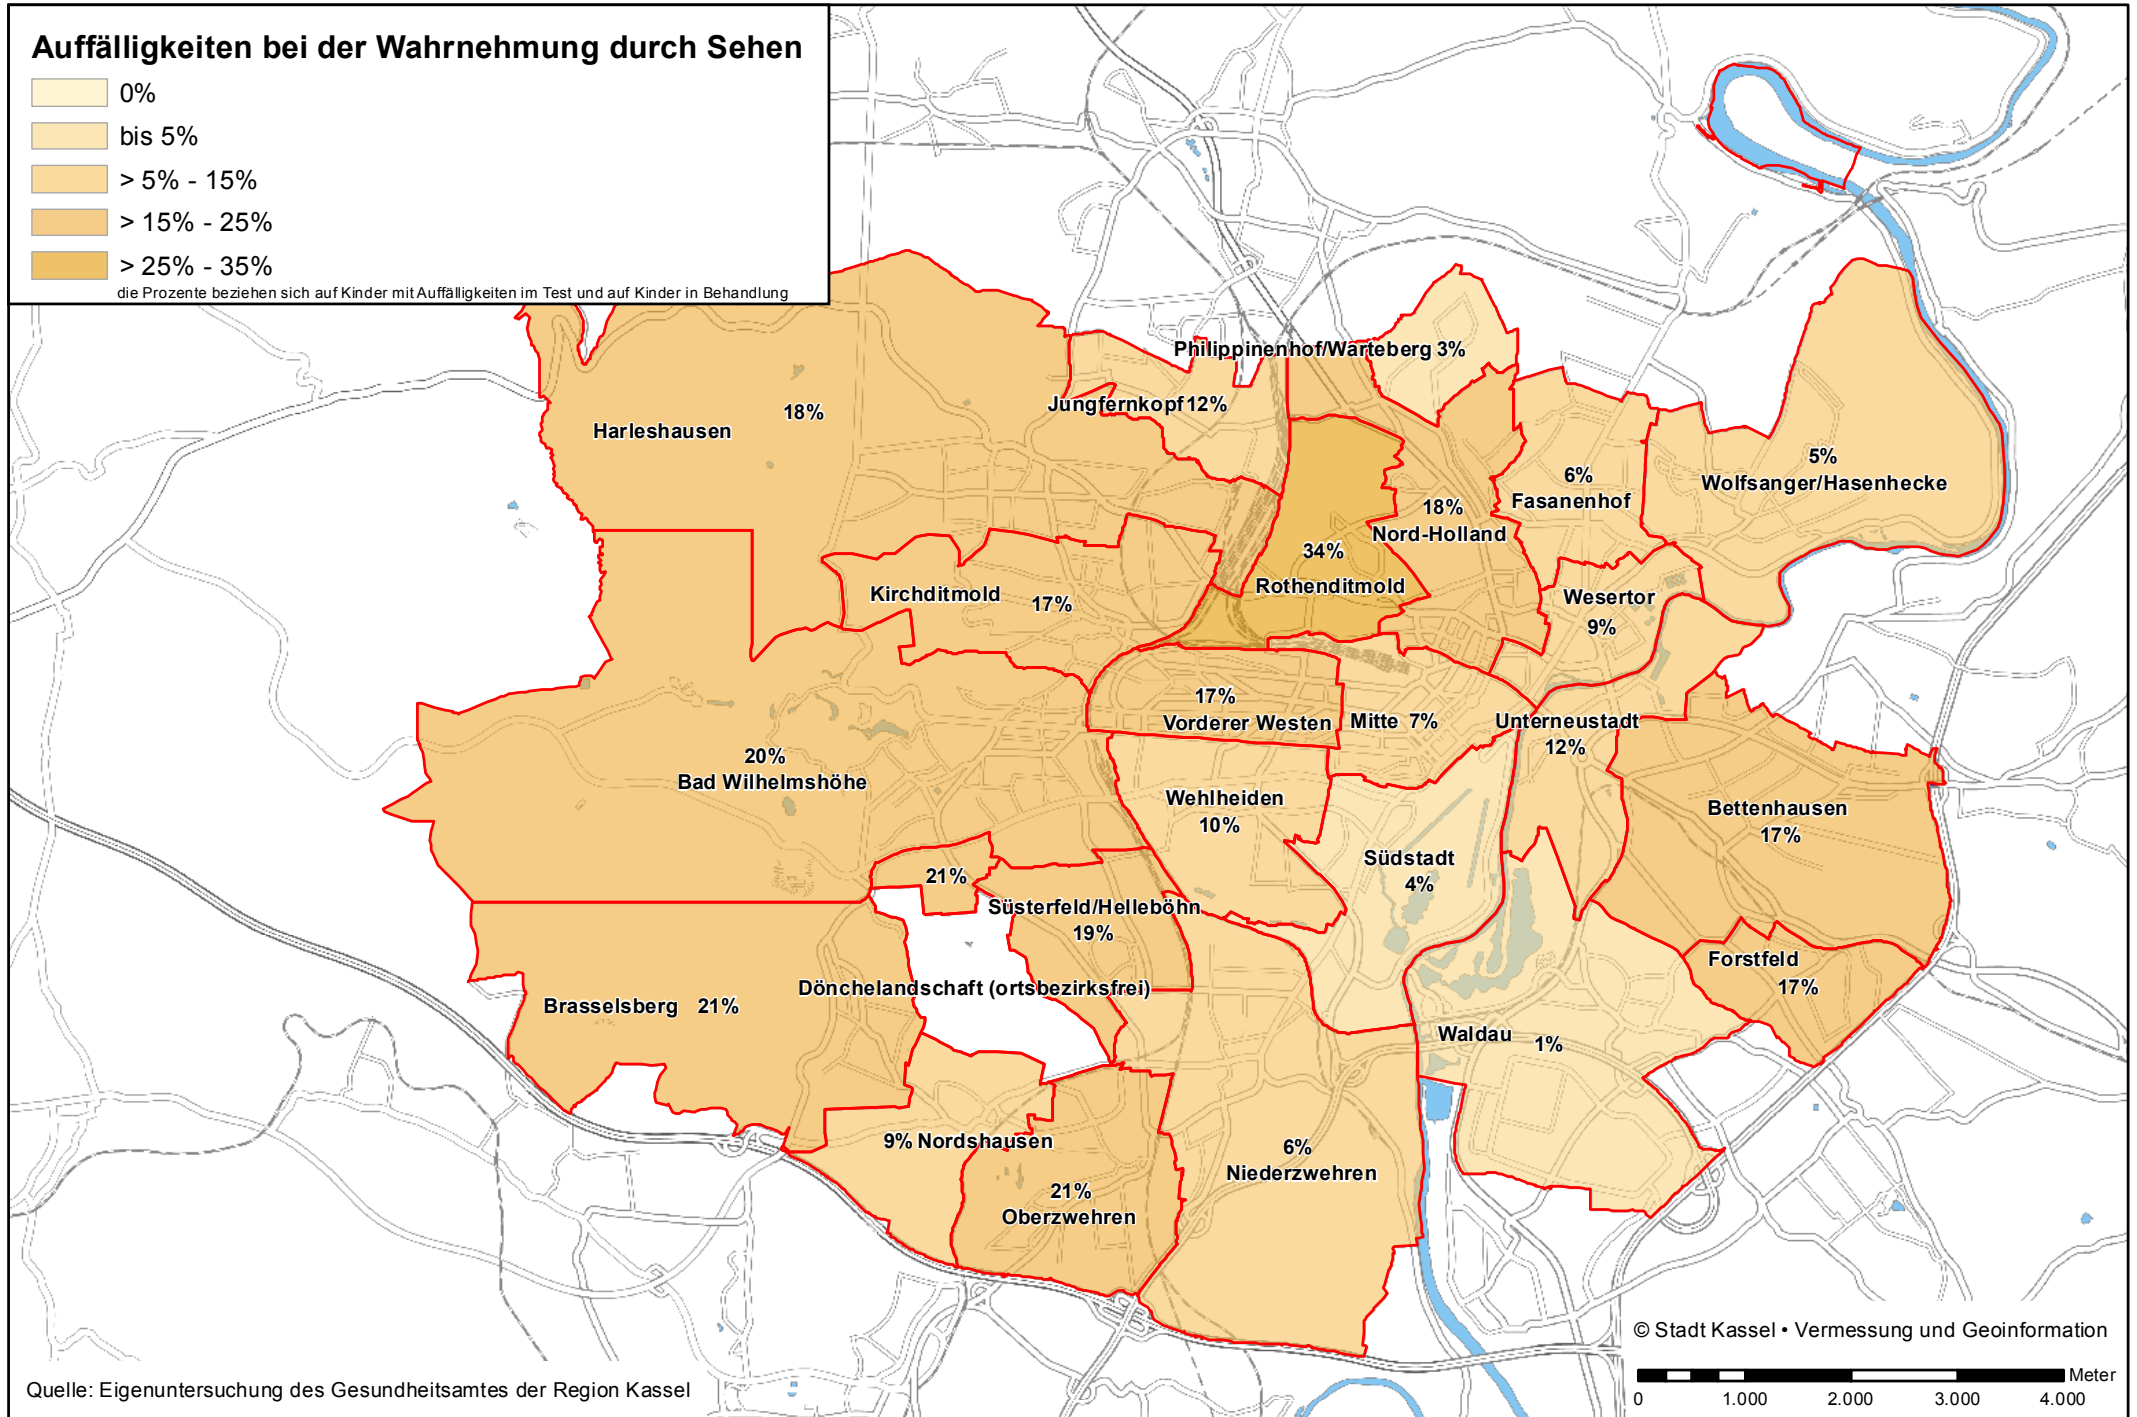 Auffälligkeiten bei der Wahrnehmung durch Sehen
0%
bis 5%
> 5% - 15%
> 15% - 25%
> 25% - 35%
die Prozente beziehen sich auf Kinder mit Auffälligkeiten im Test und auf Kinder in Behandlung
Philippinenhof/Warteberg 3%
Jungfernkopf 12%
18%
Harleshausen
5%
Wolfsanger/Hasenhecke
6%
Fasanenhof
18%
Nord-Holland
34%
Rothenditmold
Kirchditmold 17%
Wesertor
9%
17%
Vorderer Westen
Mitte 7%
Unterneustadt
12%
20%
Bad Wilhelmshöhe
Wehlheiden
10%
Bettenhausen
17%
Südstadt
4%
21%
Süsterfeld/Helleböhn
19%
Forstfeld
17%
Dönchelandschaft (ortsbezirksfrei)
Brasselsberg 21%
Waldau 1%
9% Nordshausen
6%
Niederzwehren
21%
Oberzwehren
© Stadt Kassel • Vermessung und Geoinformation
Meter
0 1.000 2.000 3.000 4.000
Quelle: Eigenuntersuchung des Gesundheitsamtes der Region Kassel